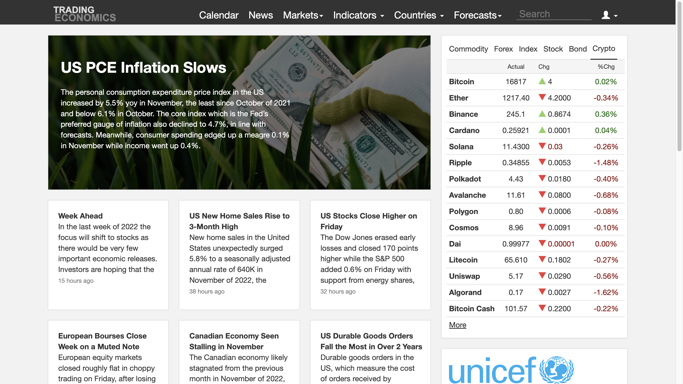 TRADING
ECONOMICS
Calendar News Markets Indicators Countries Forecasts Search
US PCE Inflation Slows
The personal consumption expenditure price index in the US
increased by 5.5% yoy in November, the least since October of 2021
and below 6.1% in October. The core index which is the Fed's
preferred gauge of inflation also declined to 4.7%, in line with
forecasts. Meanwhile, consumer spending edged up a meagre 0.1%
in November while income went up 0.4%.
Commodity Forex Index Stock Bond Crypto
Actual Chg %Chg
Bitcoin 16817 4 0.02%
Ether 1217.40 4.2000 -0.34%
Binance 245.1 0.8674 0.36%
Cardano 0.25921 0.0001 0.04%
Solana 11.4300 0.03 -0.26%
Ripple 0.34855 0.0053 -1.48%
Polkadot 4.43 0.0180 -0.40%
Avalanche 11.61 0.0800 -0.68%
Polygon 0.80 0.0006 -0.08%
Cosmos 8.96 0.0091 -0.10%
Dai 0.99977 0.00001 0.00%
Litecoin 65.610 0.1802 -0.27%
Uniswap 5.17 0.0290 -0.56%
Algorand 0.17 0.0027 -1.62%
Bitcoin Cash 101.57 0.2200 -0.22%
More
Week Ahead
In the last week of 2022 the
focus will shift to stocks as
there would be very few
important economic releases.
Investors are hoping that the
15 hours ago
US New Home Sales Rise to
3-Month High
New home sales in the United
States unexpectedly surged
5.8% to a seasonally adjusted
annual rate of 640K in
November of 2022, the
38 hours ago
US Stocks Close Higher on
Friday
The Dow Jones erased early
losses and closed 170 points
higher while the S&P 500
added 0.6% on Friday with
support from energy shares,
32 hours ago
European Bourses Close
Week on a Muted Note
European equity markets
closed roughly flat in choppy
trading on Friday, after losing
Canadian Economy Seen
Stalling in November
The Canadian economy likely
stagnated from the previous
month in November of 2022,
US Durable Goods Orders
Fall the Most in Over 2 Years
Durable goods orders in the
US, which measure the cost
of orders received by
unicef